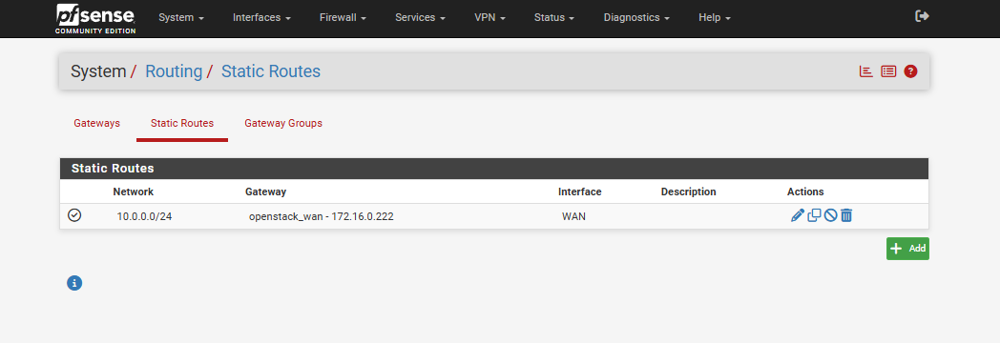 pfsense
COMMUNITY EDITION
System Interfaces Firewall Services VPN Status Diagnostics Help
System / Routing / Static Routes
Gateways Static Routes Gateway Groups
Static Routes
Network Gateway Interface Description Actions
10.0.0.0/24 openstack_wan - 172.16.0.222 WAN
+ Add